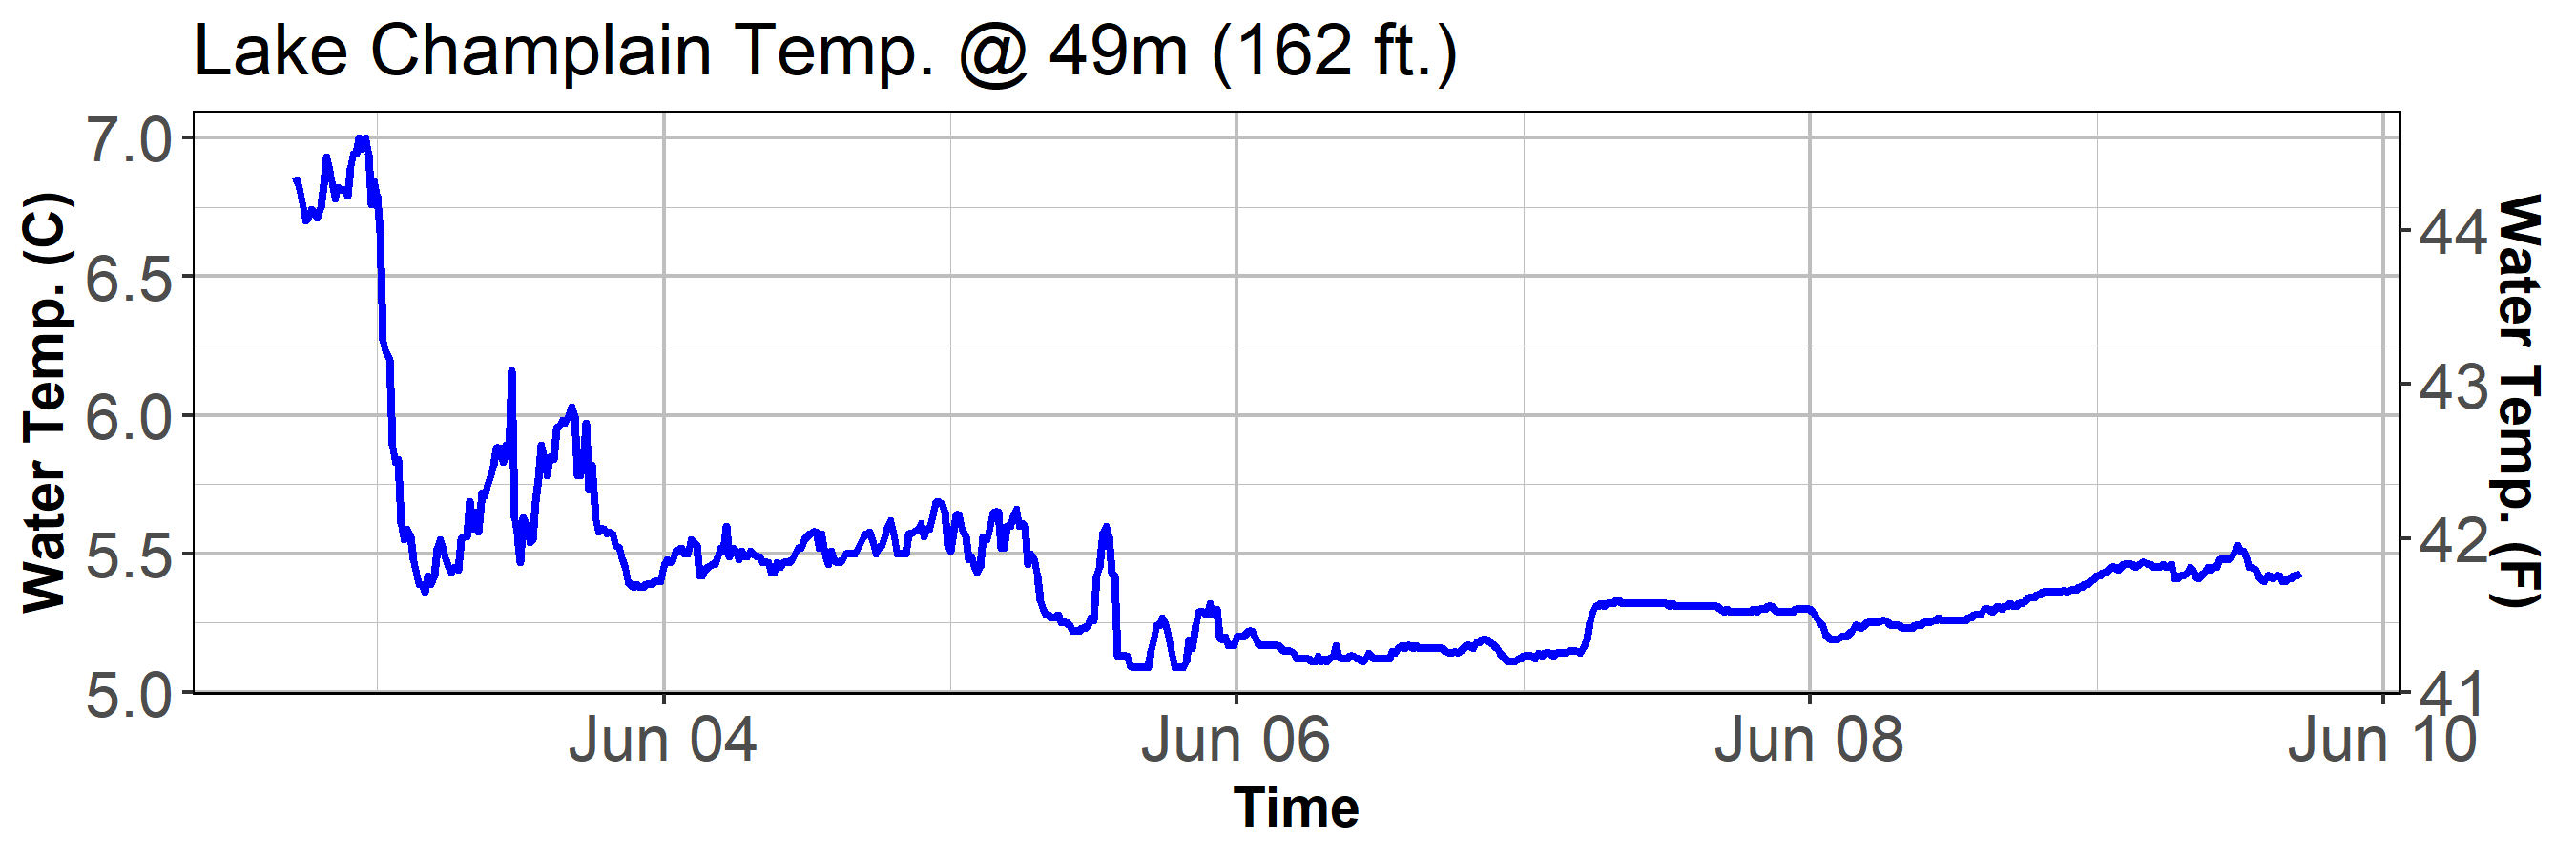 Lake Champlain Temp. @ 49m (162 ft.)
Water Temp. (C)
7.0
6.5
6.0
5.5
5.0
44
43
42
41
Water Temp. (F)
Jun 04 Jun 06 Jun 08 Jun 10
Time